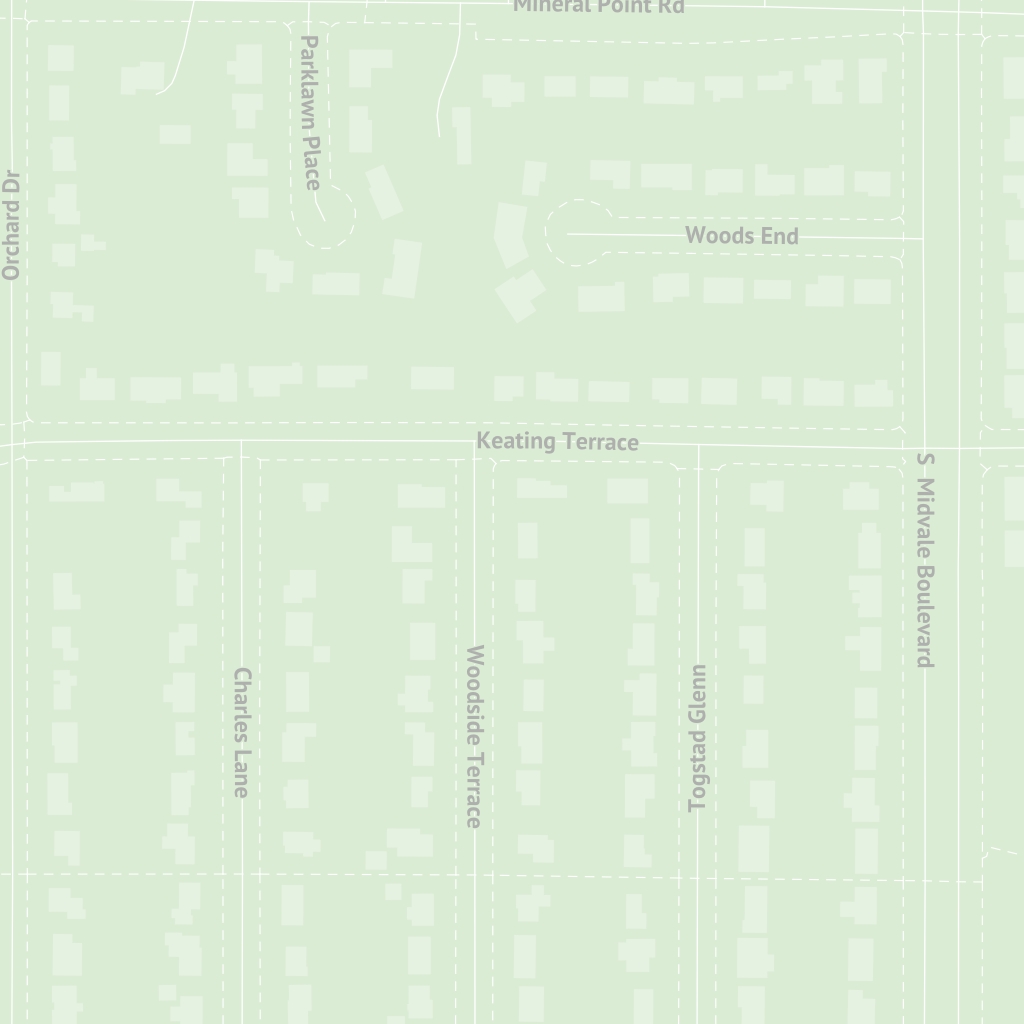 Mineral Point Rd
Parklawn Place
Orchard Dr
Woods End
Keating Terrace
S Midvale Boulevard
Charles Lane
Woodside Terrace
Togstad Glenn